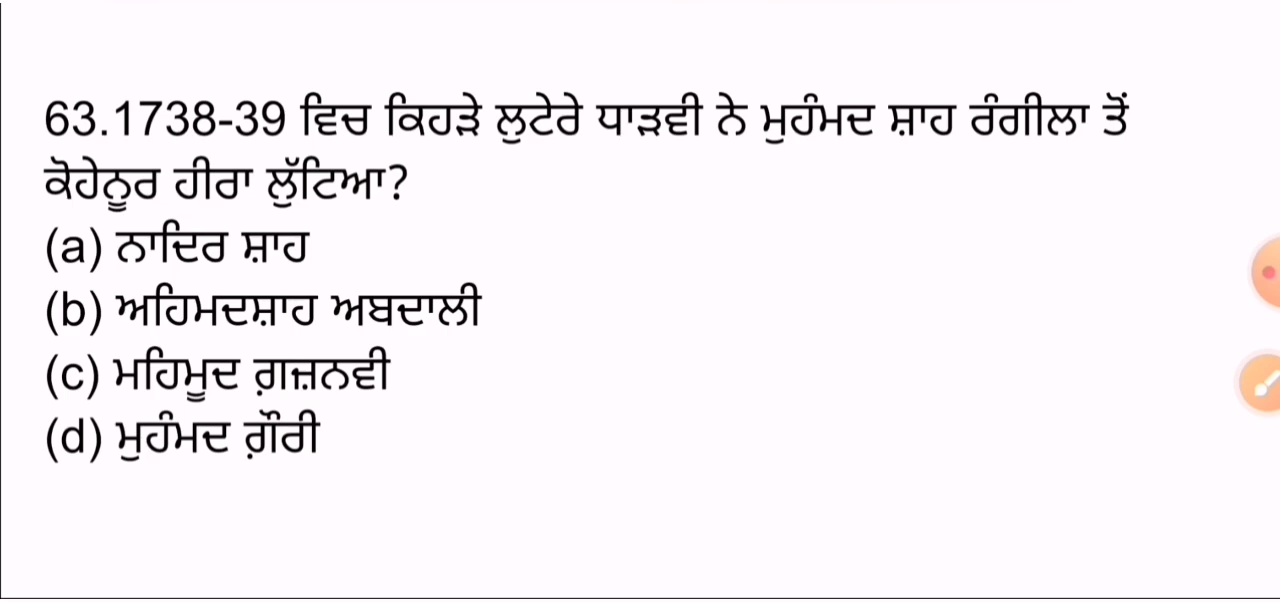 63.1738-39 ਵਿਚ ਕਿਹੜੇ ਲੁਟੇਰੇ ਧਾੜਵੀ ਨੇ ਮੁਹੰਮਦ ਸ਼ਾਹ ਰੰਗੀਲਾ ਤੋਂ
ਕੋਹੇਨੂਰ ਹੀਰਾ ਲੁੱਟਿਆ?
(a) ਨਾਦਿਰ ਸ਼ਾਹ
(b) ਅਹਿਮਦਸ਼ਾਹ ਅਬਦਾਲੀ
(c) ਮਹਿਮੂਦ ਗ਼ਜ਼ਨਵੀ
(d) ਮੁਹੰਮਦ ਗ਼ੌਰੀ